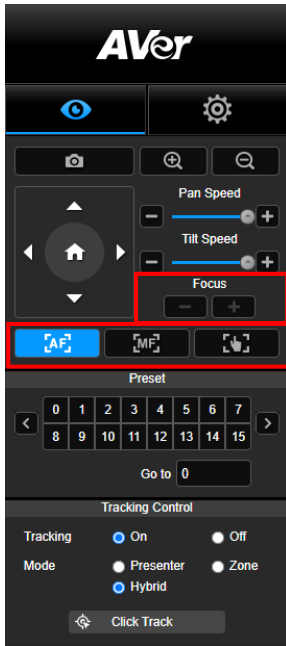 AVer
Pan Speed
Tilt Speed
Focus
AF MF
Preset
0 1 2 3 4 5 6 7
8 9 10 11 12 13 14 15
Go to 0
Tracking Control
Tracking On Off
Mode Presenter Zone
Hybrid
Click Track